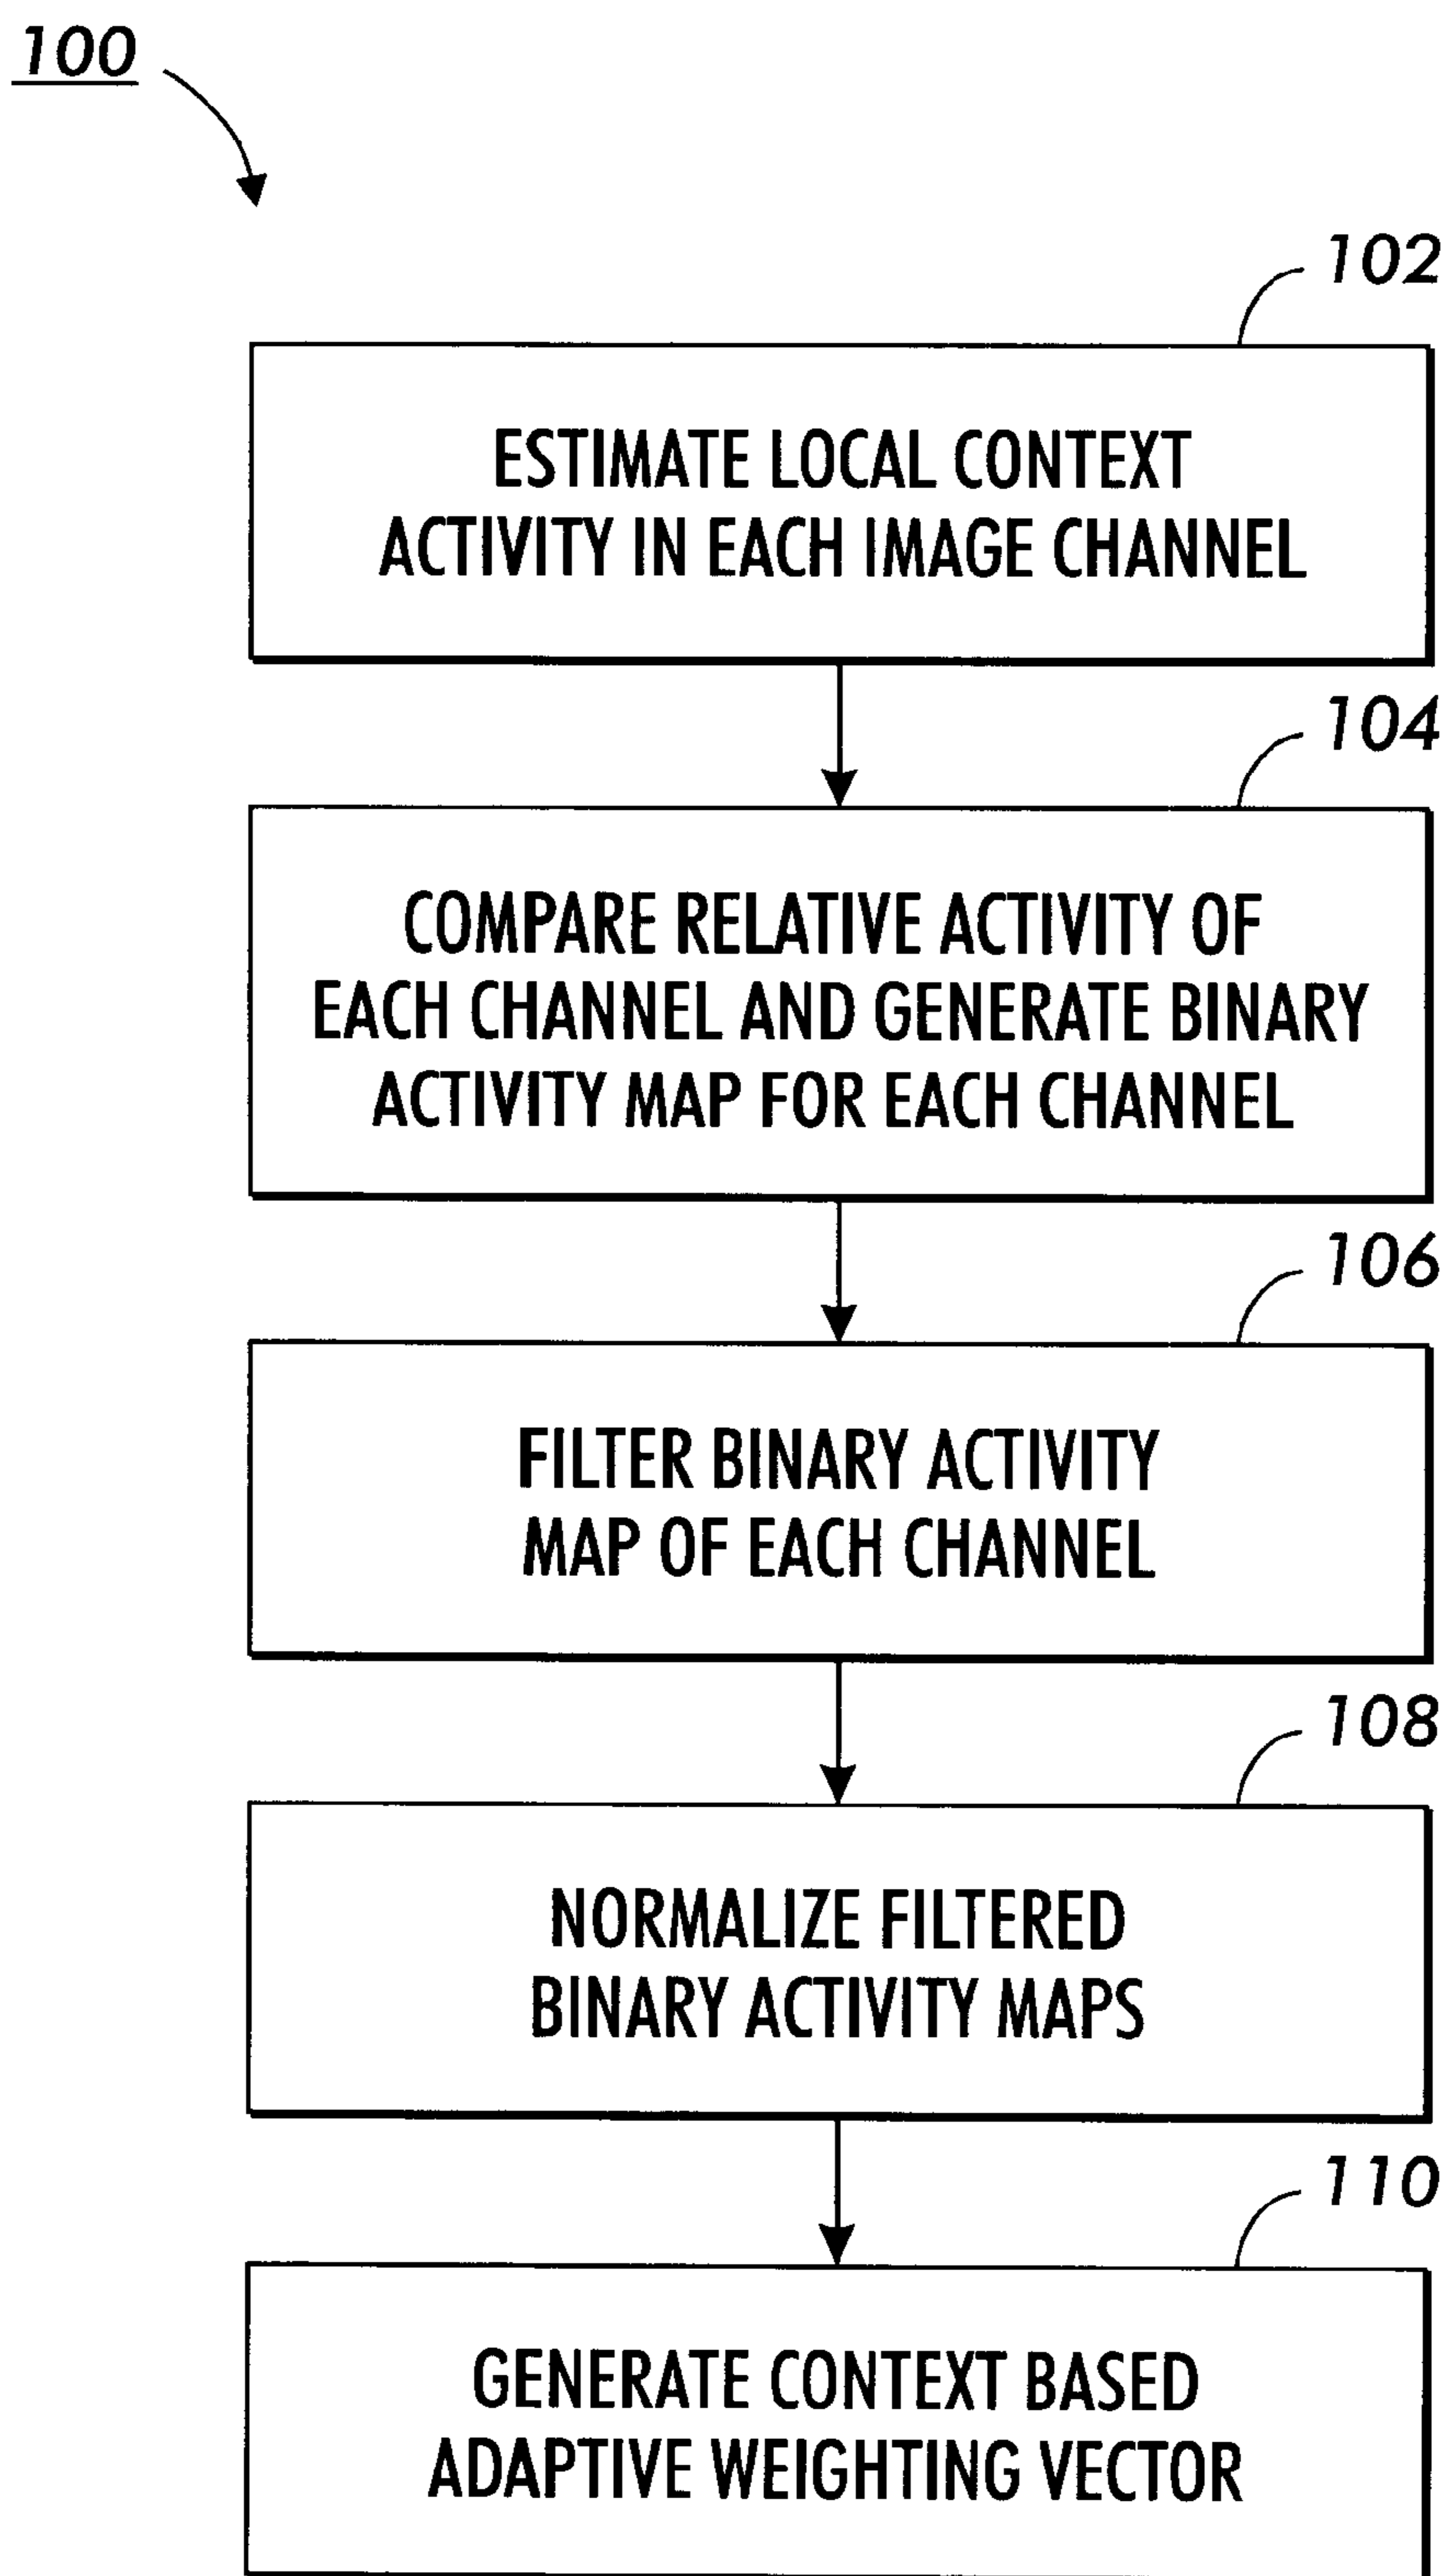 100
102
ESTIMATE LOCAL CONTEXT
ACTIVITY IN EACH IMAGE CHANNEL
104
COMPARE RELATIVE ACTIVITY OF
EACH CHANNEL AND GENERATE BINARY
ACTIVITY MAP FOR EACH CHANNEL
106
FILTER BINARY ACTIVITY
MAP OF EACH CHANNEL
108
NORMALIZE FILTERED
BINARY ACTIVITY MAPS
110
GENERATE CONTEXT BASED
ADAPTIVE WEIGHTING VECTOR